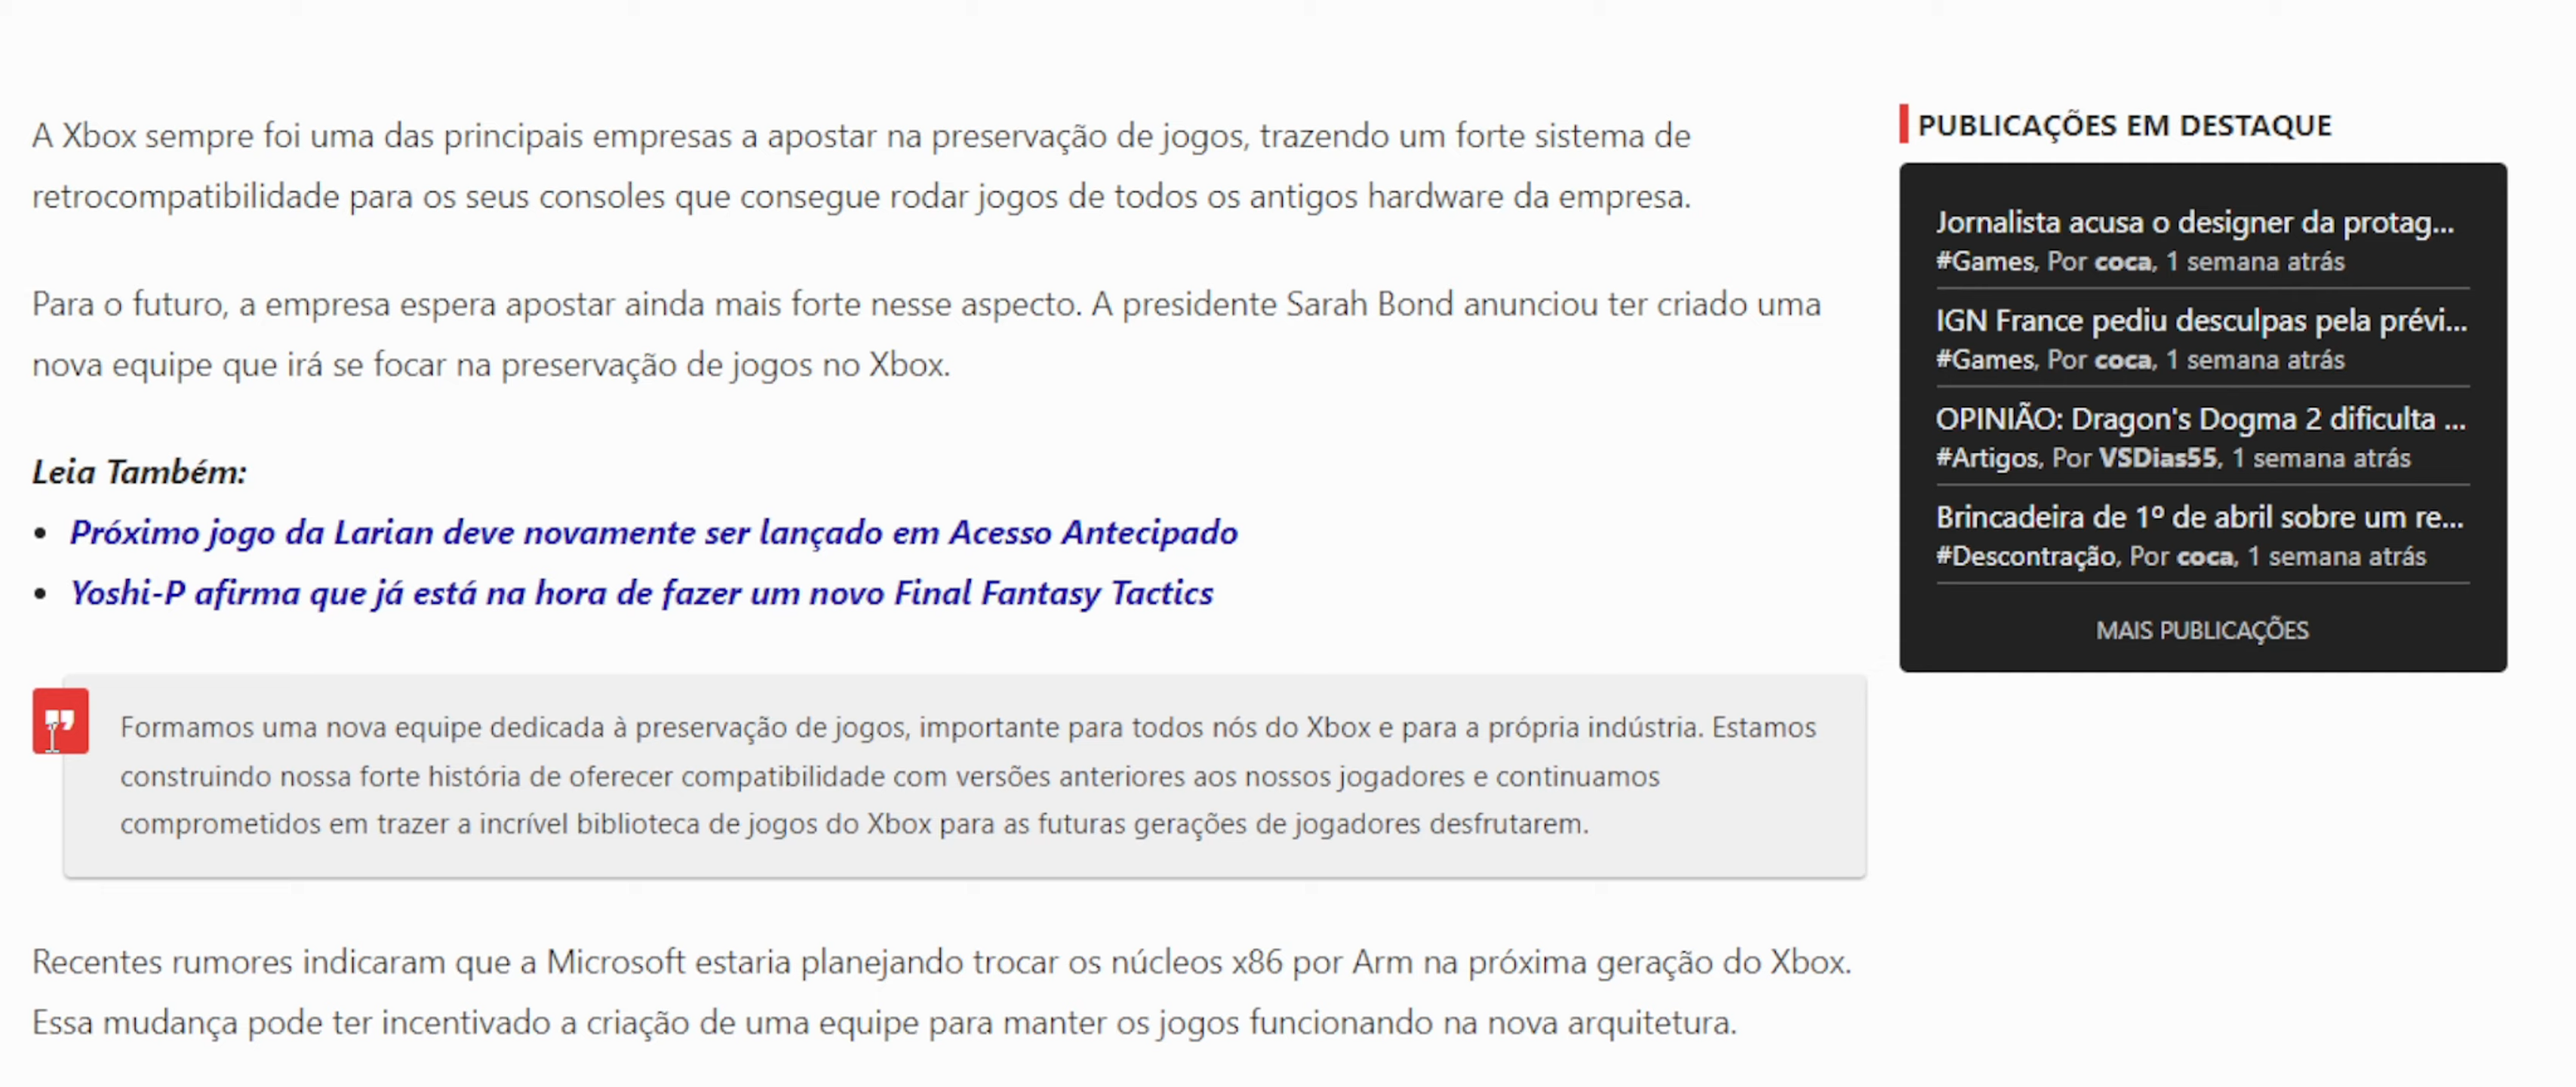 A Xbox sempre foi uma das principais empresas a apostar na preservação de jogos, trazendo um forte sistema de
retrocompatibilidade para os seus consoles que consegue rodar jogos de todos os antigos hardware da empresa.
Para o futuro, a empresa espera apostar ainda mais forte nesse aspecto. A presidente Sarah Bond anunciou ter criado uma
nova equipe que irá se focar na preservação de jogos no Xbox.
Leia Também:
• Próximo jogo da Larian deve novamente ser lançado em Acesso Antecipado
• Yoshi-P afirma que já está na hora de fazer um novo Final Fantasy Tactics
Formamos uma nova equipe dedicada à preservação de jogos, importante para todos nós do Xbox e para a própria indústria. Estamos
construindo nossa forte história de oferecer compatibilidade com versões anteriores aos nossos jogadores e continuamos
comprometidos em trazer a incrível biblioteca de jogos do Xbox para as futuras gerações de jogadores desfrutarem.
Recentes rumores indicaram que a Microsoft estaria planejando trocar os núcleos x86 por Arm na próxima geração do Xbox.
Essa mudança pode ter incentivado a criação de uma equipe para manter os jogos funcionando na nova arquitetura.
PUBLICAÇÕES EM DESTAQUE
Jornalista acusa o designer da protag...
#Games, Por coca, 1 semana atrás
IGN France pediu desculpas pela prévi...
#Games, Por coca, 1 semana atrás
OPINIÃO: Dragon's Dogma 2 dificulta ...
#Artigos, Por VSDias55, 1 semana atrás
Brincadeira de 1º de abril sobre um re...
#Descontração, Por coca, 1 semana atrás
MAIS PUBLICAÇÕES